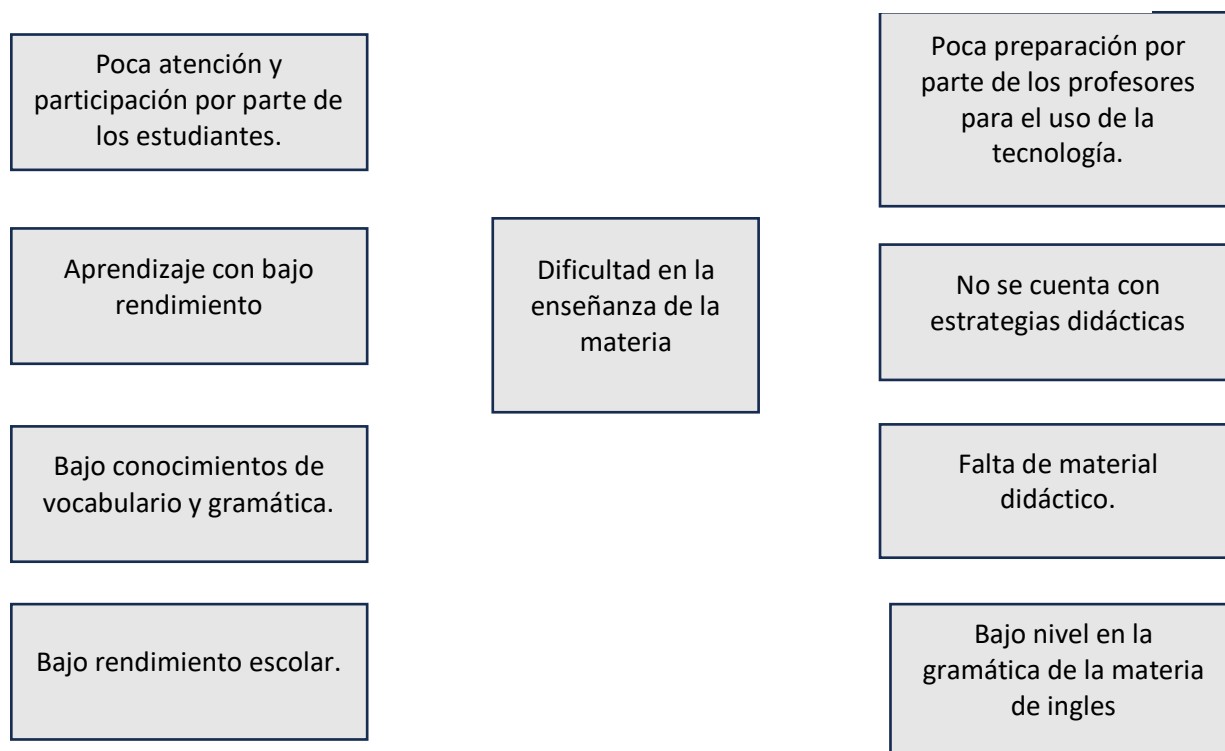 Poca atención y
participación por parte de
los estudiantes.
Aprendizaje con bajo
rendimiento
Bajo conocimientos de
vocabulario y gramática.
Bajo rendimiento escolar.
Dificultad en la
enseñanza de la
materia
Poca preparación por
parte de los profesores
para el uso de la
tecnología.
No se cuenta con
estrategias didácticas
Falta de material
didáctico.
Bajo nivel en la
gramática de la materia
de ingles